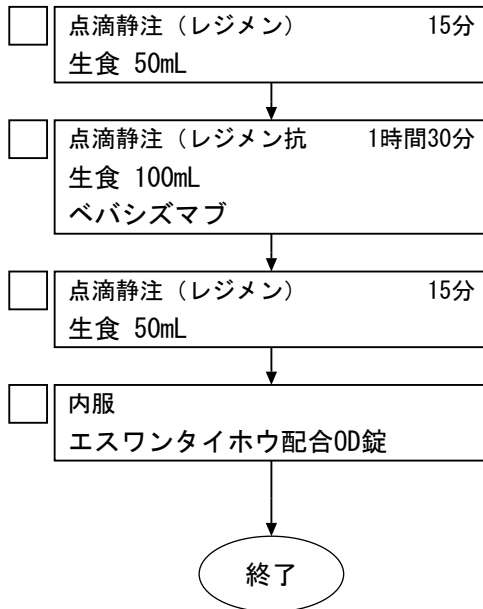 点滴静注（レジメン） 15分
生食 50mL
点滴静注（レジメン抗 1時間30分
生食 100mL
ベバシズマブ
点滴静注（レジメン） 15分
生食 50mL
内服
エスワンタイホウ配合OD錠
終了